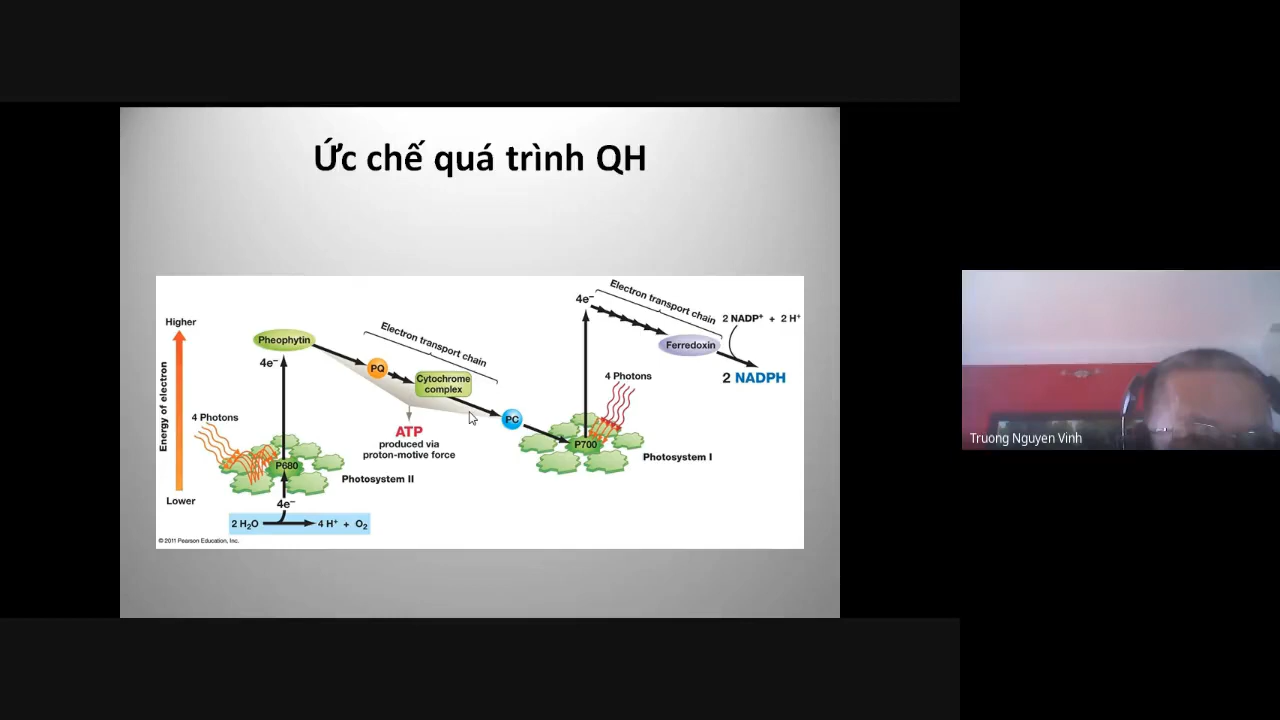 Ức chế quá trình QH
Higher
Energy of electron
Lower
4 Photons
Pheophytin
4e⁻
P680
Photosystem II
4e⁻
2 H₂O
4 H⁺ + O₂
Electron transport chain
PQ
Cytochrome
complex
ATP
produced via
proton-motive force
PC
4e⁻
Electron transport chain
Ferredoxin
2 NADP⁺ + 2 H⁺
2 NADPH
4 Photons
P700
Photosystem I
© 2011 Pearson Education, Inc.
Truong Nguyen Vinh